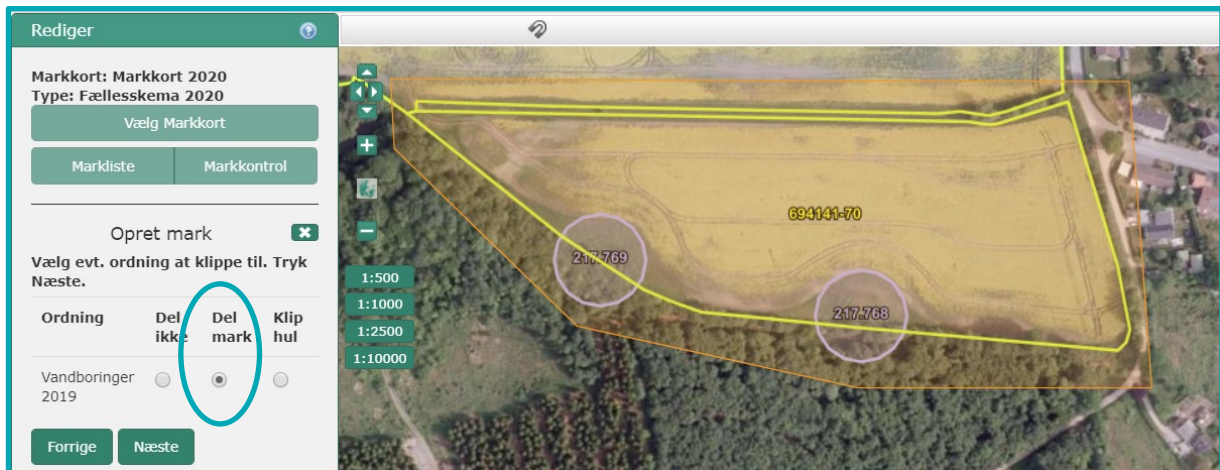 Rediger
Markkort: Markkort 2020
Type: Fællesskema 2020
Vælg Markkort
Markliste Markkontrol
Opret mark
Vælg evt. ordning at klippe til. Tryk
Næste.
Ordning Del ikke Del mark Klip hul
Vandboringer 2019
Forrige Næste
1:500
1:1000
1:2500
1:10000
694141-70
217.769
217.768